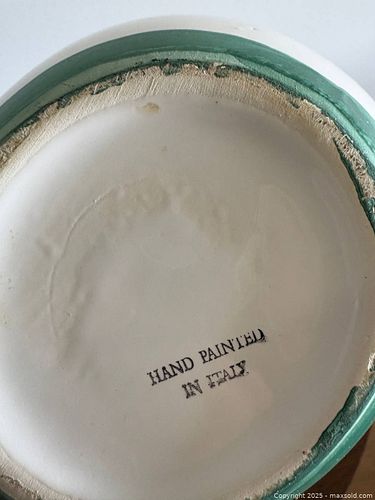 HAND PAINTED
IN ITALY
Copyright 2025 - maxsold.com